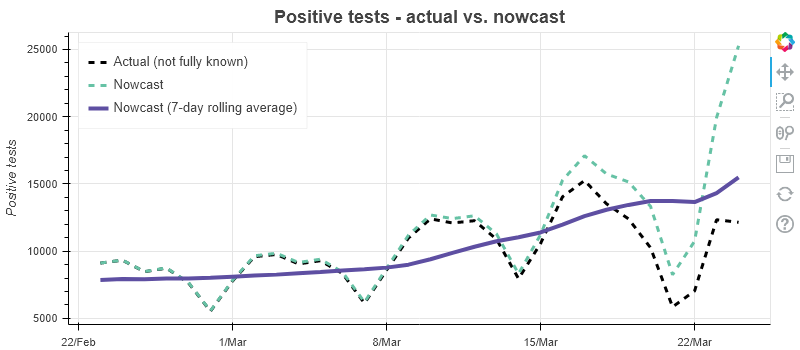 Positive tests - actual vs. nowcast
25000
20000
15000
10000
5000
Positive tests
Actual (not fully known)
Nowcast
Nowcast (7-day rolling average)
22/Feb
1/Mar
8/Mar
15/Mar
22/Mar